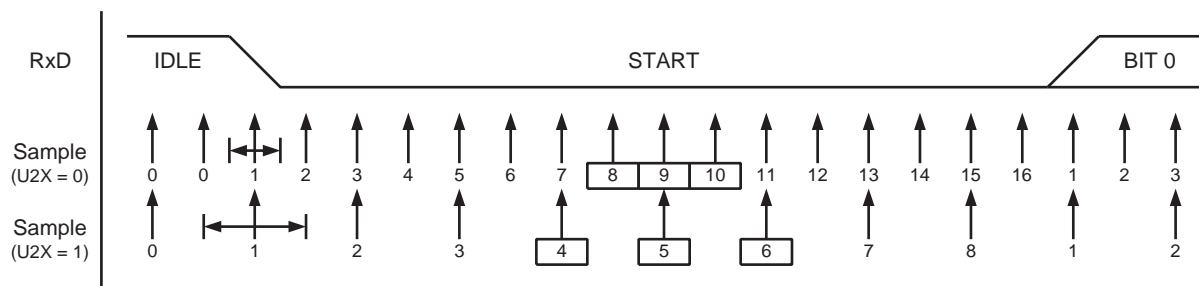 RxD IDLE START BIT 0
Sample
(U2X = 0)
0 0 1 2 3 4 5 6 7 8 9 10 11 12 13 14 15 16 1 2 3
Sample
(U2X = 1)
0 1 2 3 4 5 6 7 8 1 2